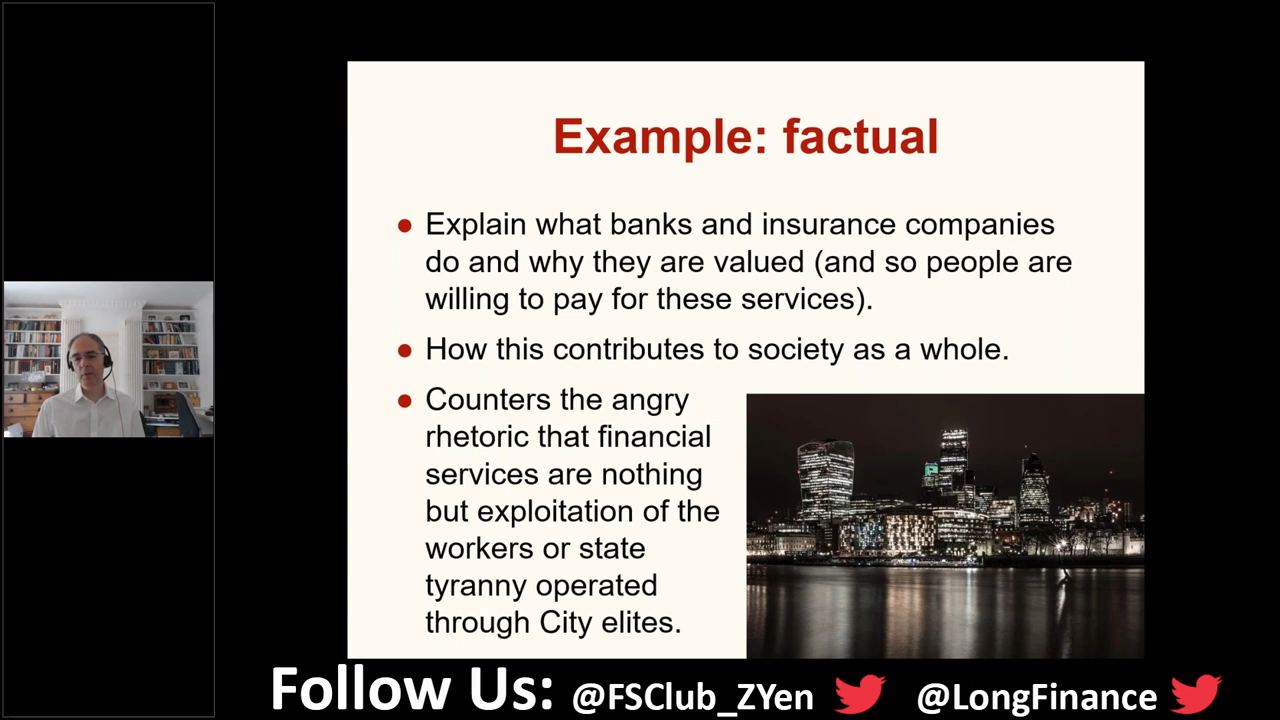 Example: factual
Explain what banks and insurance companies
do and why they are valued (and so people are
willing to pay for these services).
How this contributes to society as a whole.
Counters the angry
rhetoric that financial
services are nothing
but exploitation of the
workers or state
tyranny operated
through City elites.
Follow Us: @FSClub_ZYen @LongFinance